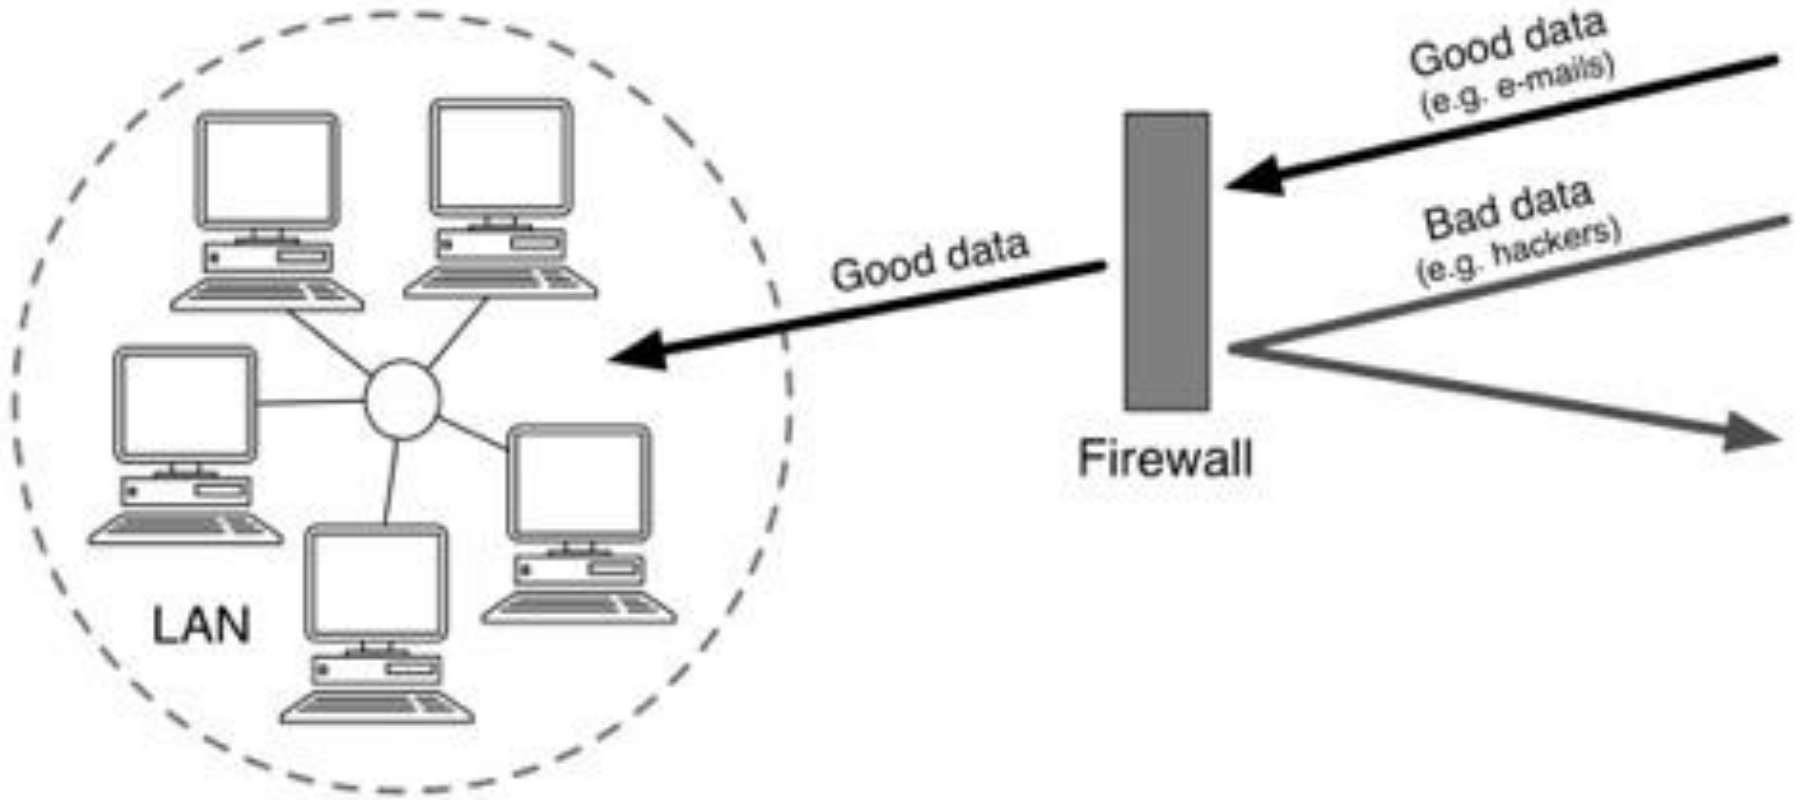 Good data
(e.g. e-mails)
Bad data
(e.g. hackers)
Good data
Firewall
LAN